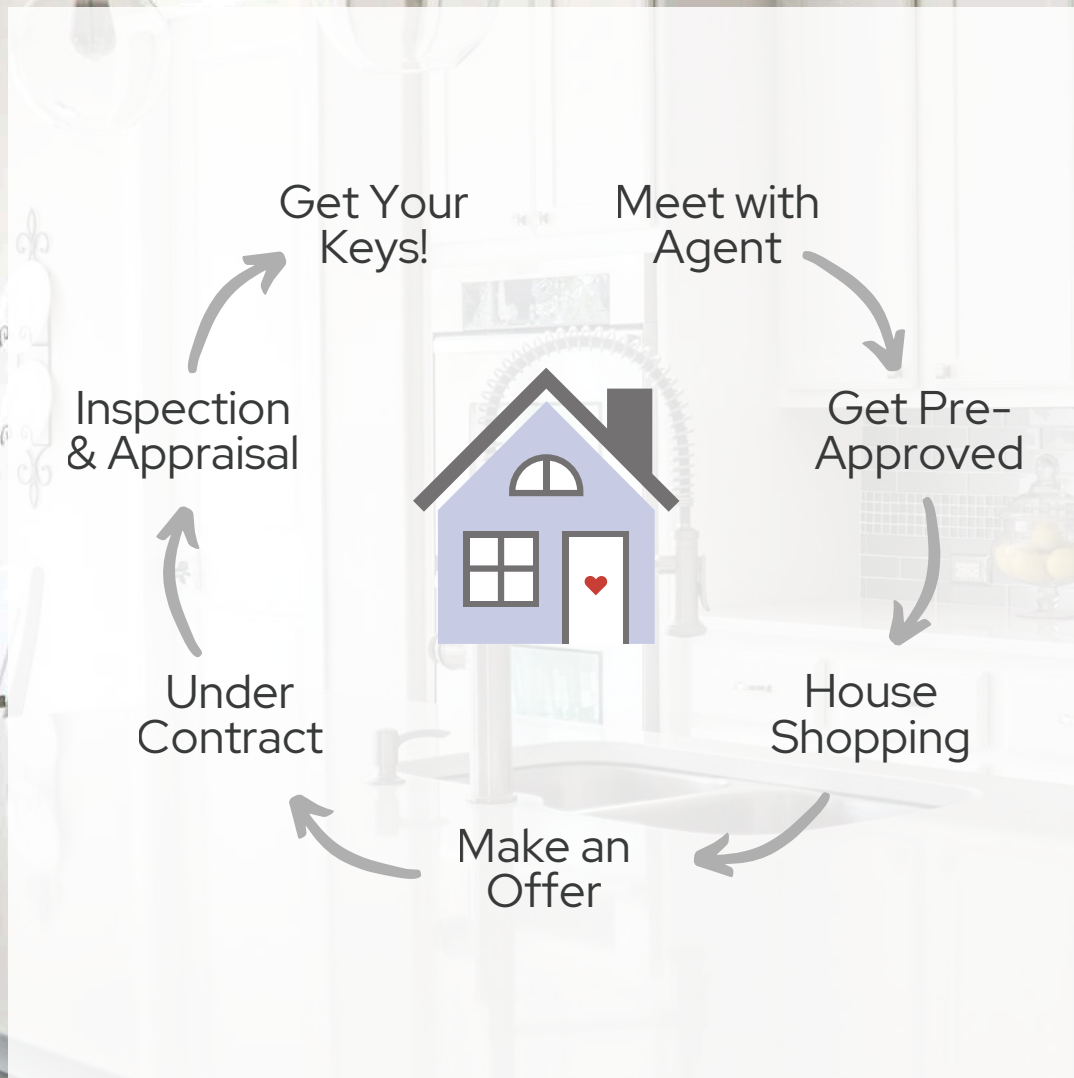 Get Your
Keys!
Meet with
Agent
Get Pre-
Approved
House
Shopping
Make an
Offer
Under
Contract
Inspection
& Appraisal